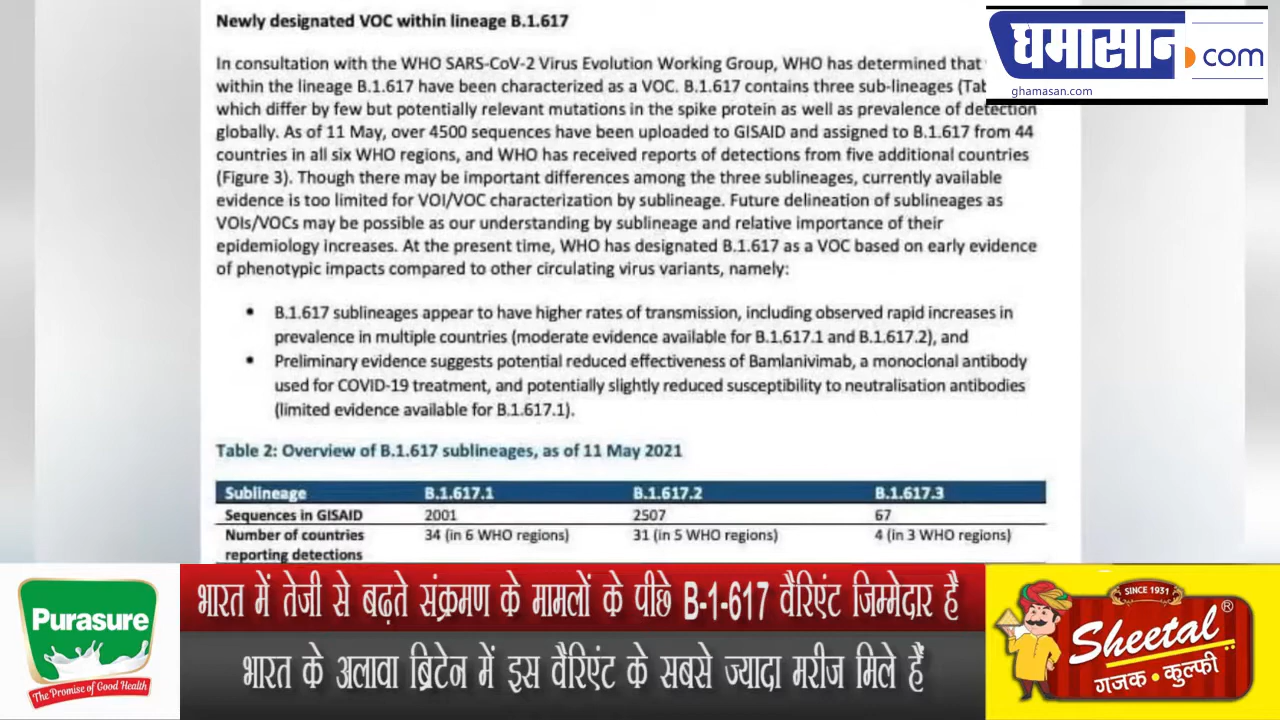 Newly designated VOC within lineage B.1.617
घमासान.com
ghamasan.com
In consultation with the WHO SARS-CoV-2 Virus Evolution Working Group, WHO has determined that
within the lineage B.1.617 have been characterized as a VOC. B.1.617 contains three sub-lineages (Tab
which differ by few but potentially relevant mutations in the spike protein as well as prevalence of detection
globally. As of 11 May, over 4500 sequences have been uploaded to GISAID and assigned to B.1.617 from 44
countries in all six WHO regions, and WHO has received reports of detections from five additional countries
(Figure 3). Though there may be important differences among the three sublineages, currently available
evidence is too limited for VOI/VOC characterization by sublineage. Future delineation of sublineages as
VOIs/VOCs may be possible as our understanding by sublineage and relative importance of their
epidemiology increases. At the present time, WHO has designated B.1.617 as a VOC based on early evidence
of phenotypic impacts compared to other circulating virus variants, namely:
• B.1.617 sublineages appear to have higher rates of transmission, including observed rapid increases in
prevalence in multiple countries (moderate evidence available for B.1.617.1 and B.1.617.2), and
• Preliminary evidence suggests potential reduced effectiveness of Bamlanivimab, a monoclonal antibody
used for COVID-19 treatment, and potentially slightly reduced susceptibility to neutralisation antibodies
(limited evidence available for B.1.617.1).
Table 2: Overview of B.1.617 sublineages, as of 11 May 2021
Sublineage B.1.617.1 B.1.617.2 B.1.617.3
Sequences in GISAID 2001 2507 67
Number of countries 34 (in 6 WHO regions) 31 (in 5 WHO regions) 4 (in 3 WHO regions)
reporting detections
भारत में तेजी से बढ़ते संक्रमण के मामलों के पीछे B-1-617 वैरिएंट जिम्मेदार है
भारत के अलावा ब्रिटेन में इस वैरिएंट के सबसे ज्यादा मरीज मिले हैं
Purasure
The Promise of Good Health
SINCE 1931
Sheetal®
गजक • कुल्फी